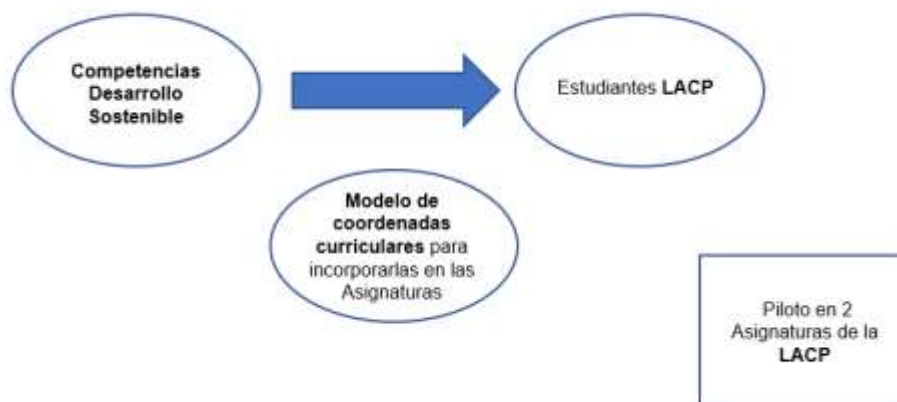 Competencias
Desarrollo
Sostenible
Estudiantes LACP
Modelo de
coordenadas
curriculares para
incorporarlas en las
Asignaturas
Piloto en 2
Asignaturas de la
LACP